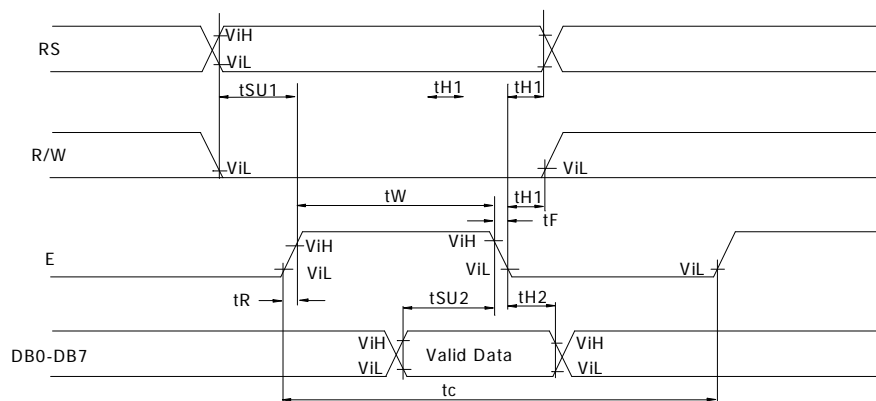 RS
ViH
ViL
tSU1
tH1
tH1
R/W
ViL
ViL
tW
tH1
tF
E
ViH
ViL
ViH
ViL
ViL
tR
tSU2
tH2
DB0-DB7
ViH
ViL
Valid Data
ViH
ViL
tc